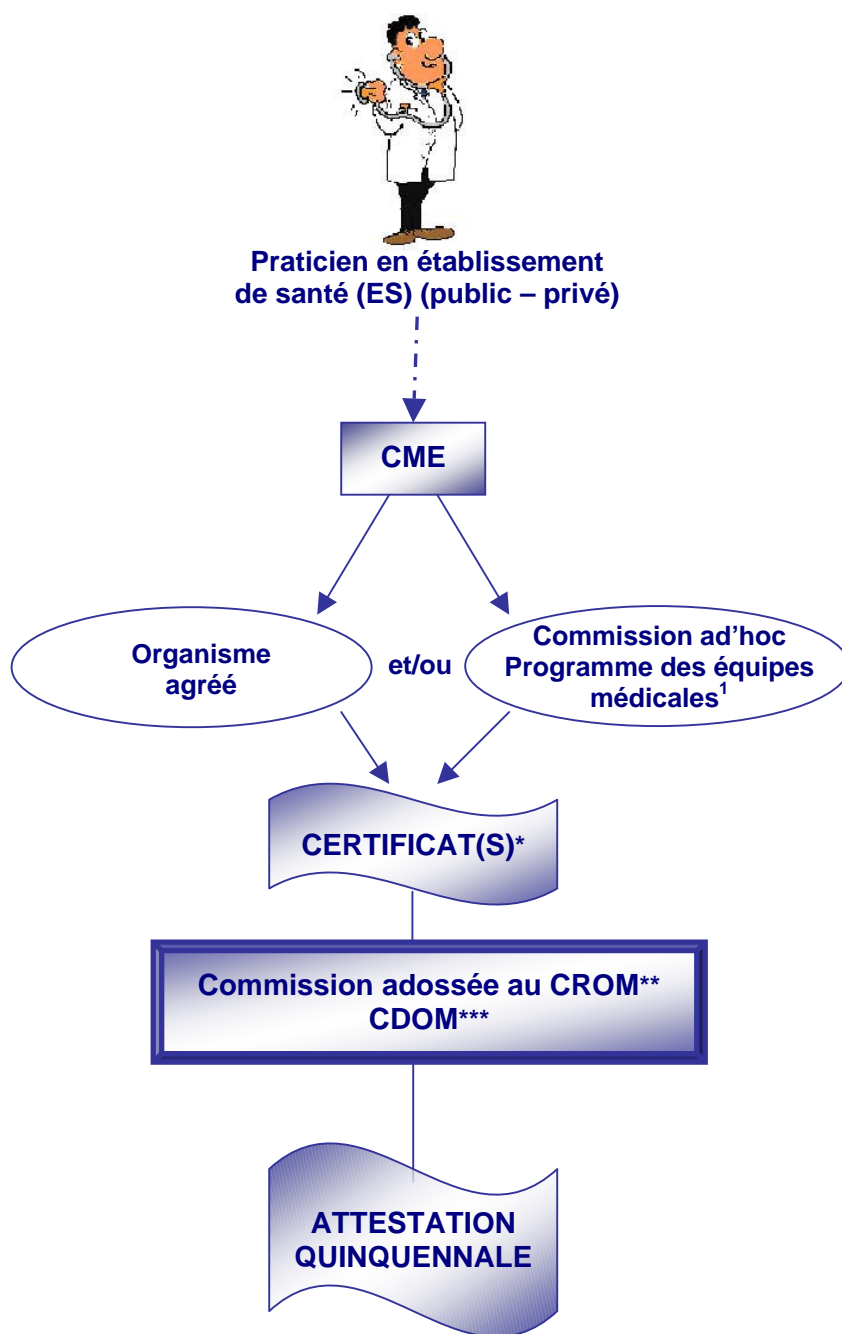 Praticien en établissement
de santé (ES) (public – privé)
CME
Organisme
agréé
et/ou
Commission ad’hoc
Programme des équipes
médicales¹
CERTIFICAT(S)*
Commission adossée au CROM**
CDOM***
ATTESTATION
QUINQUENNALE